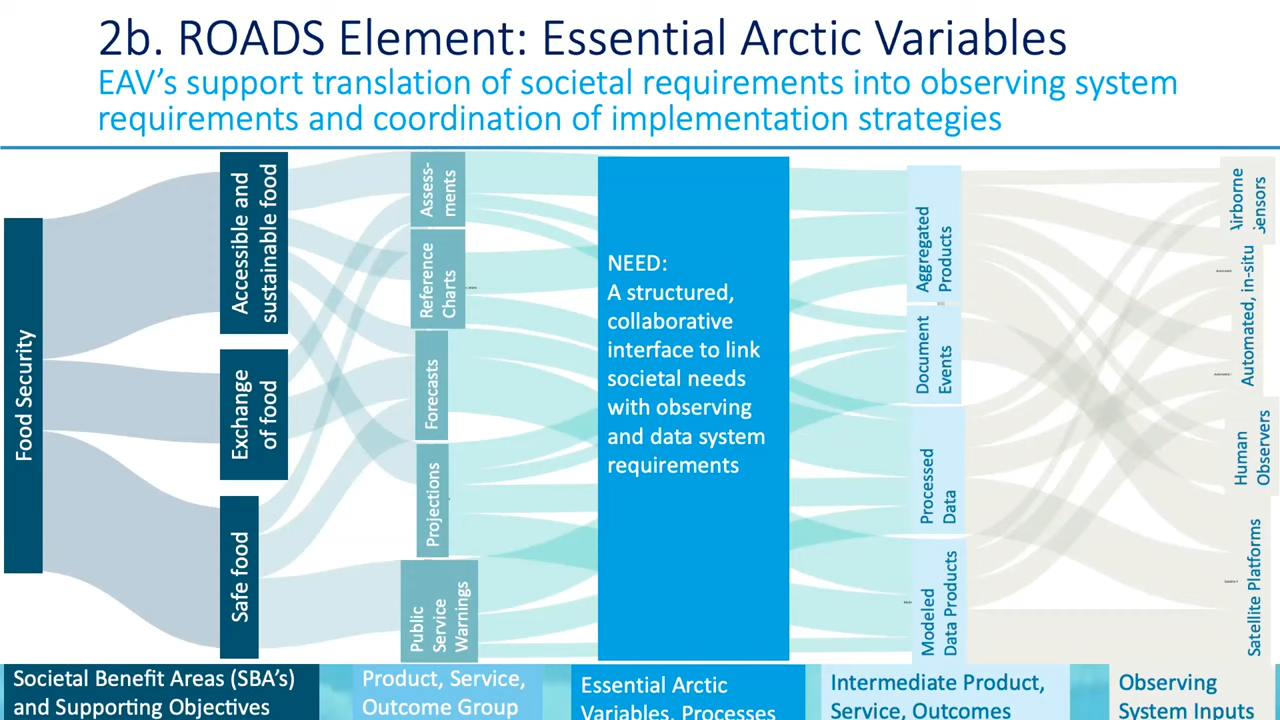 2b. ROADS Element: Essential Arctic Variables
EAV's support translation of societal requirements into observing system
requirements and coordination of implementation strategies
Food Security
Accessible and
sustainable food
Exchange
of food
Safe food
Assess-
ments
Reference
Charts
Forecasts
Projections
Public
Service
Warnings
NEED:
A structured,
collaborative
interface to link
societal needs
with observing
and data system
requirements
Aggregated
Products
Document
Events
Processed
Data
Modeled
Data Products
Airborne
Sensors
Automated, in-situ
Human
Observers
Satellite Platforms
Societal Benefit Areas (SBA's)
and Supporting Objectives
Product, Service,
Outcome Group
Essential Arctic
Variables, Processes
Intermediate Product,
Service, Outcomes
Observing
System Inputs